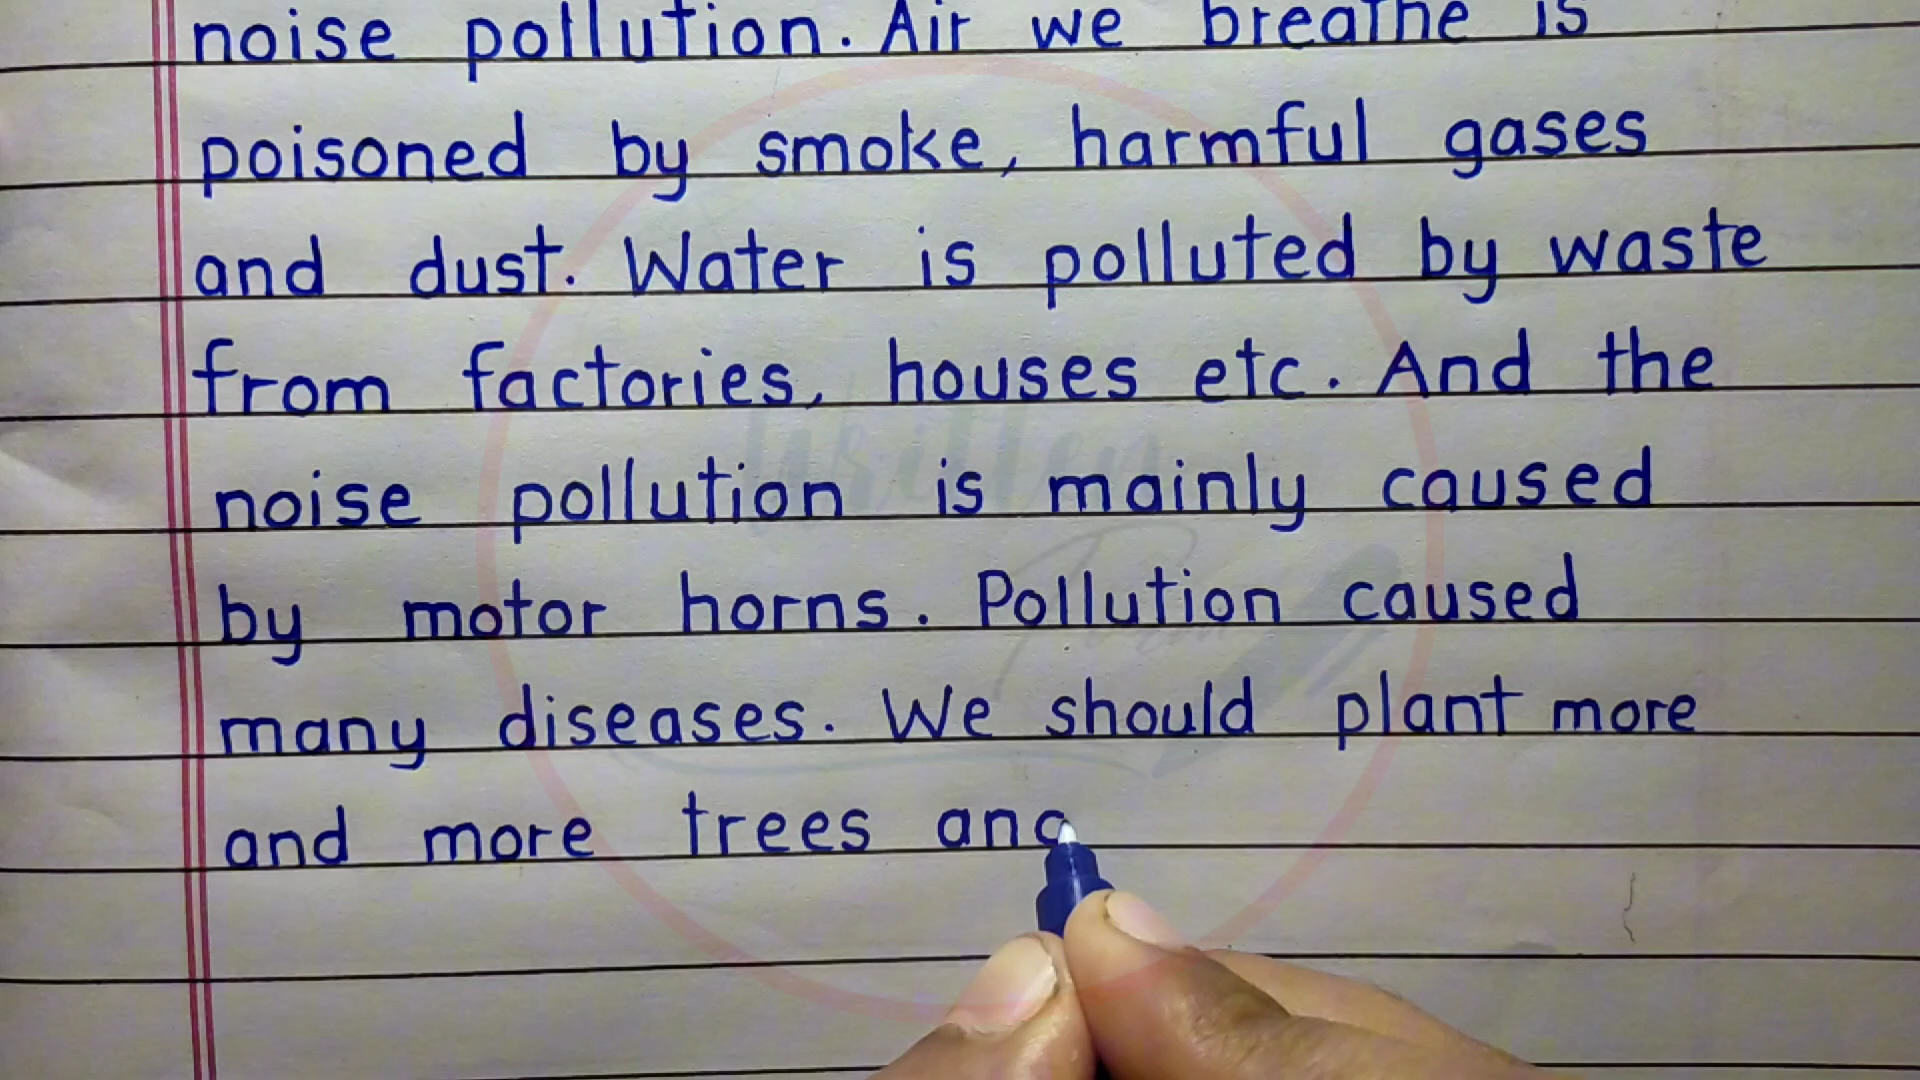 noise pollution. Air we breathe is
poisoned by smoke, harmful gases
and dust. Water is polluted by waste
from factories, houses etc. And the
noise pollution is mainly caused
by motor horns. Pollution caused
many diseases. We should plant more
and more trees an
Written